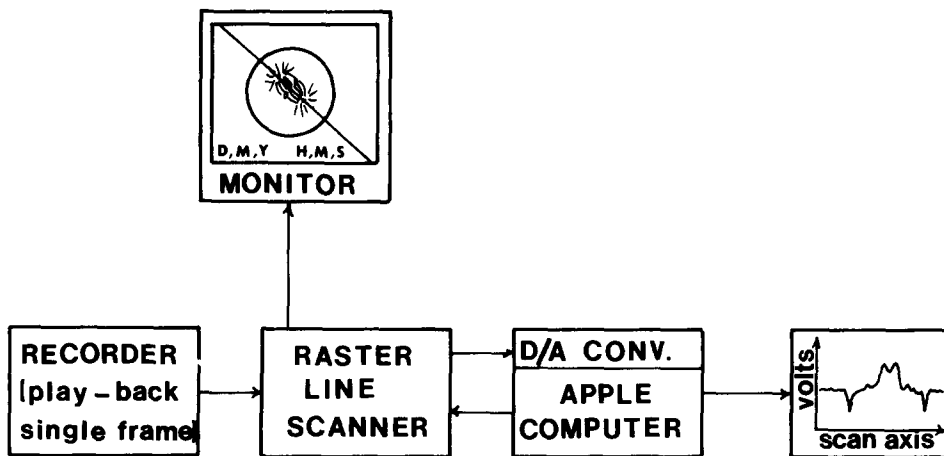 D,M,Y H,M,S
MONITOR
RECORDER
(play-back
single frame)
RASTER
LINE
SCANNER
D/A CONV.
APPLE
COMPUTER
volts
scan axis